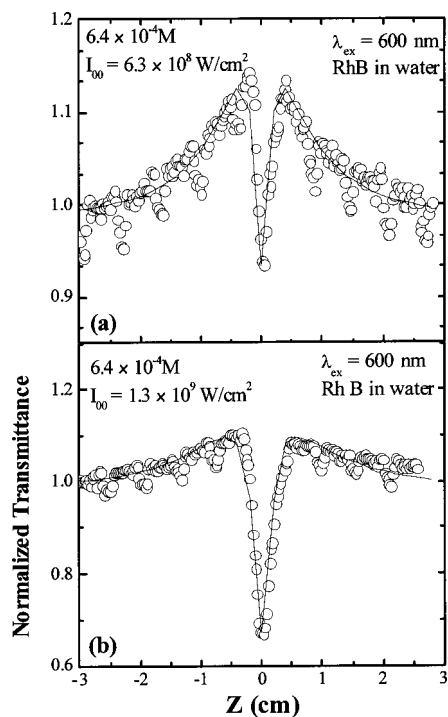 1.2
6.4 × 10⁻⁴M
I₀₀ = 6.3 × 10⁸ W/cm²
λₑₓ = 600 nm
RhB in water
1.1
1.0
0.9
(a)
6.4 × 10⁻⁴M
I₀₀ = 1.3 × 10⁹ W/cm²
λₑₓ = 600 nm
Rh B in water
1.2
1.0
0.8
0.6
(b)
Normalized Transmittance
-3 -2 -1 0 1 2 3
Z (cm)